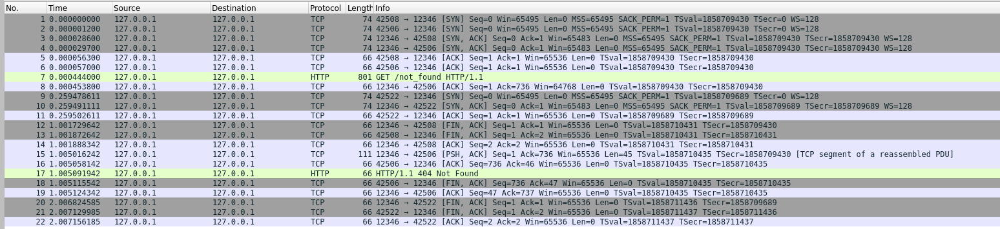 No. Time Source Destination Protocol Length Info
1 0.000000000 127.0.0.1 127.0.0.1 TCP 74 42508 → 12346 [SYN] Seq=0 Win=65495 Len=0 MSS=65495 SACK_PERM=1 TSval=1858709430 TSecr=0 WS=128
2 0.000001200 127.0.0.1 127.0.0.1 TCP 74 42506 → 12346 [SYN] Seq=0 Win=65495 Len=0 MSS=65495 SACK_PERM=1 TSval=1858709430 TSecr=0 WS=128
3 0.000028600 127.0.0.1 127.0.0.1 TCP 74 12346 → 42508 [SYN, ACK] Seq=0 Ack=1 Win=65483 Len=0 MSS=65495 SACK_PERM=1 TSval=1858709430 TSecr=1858709430 WS=128
4 0.000029700 127.0.0.1 127.0.0.1 TCP 74 12346 → 42506 [SYN, ACK] Seq=0 Ack=1 Win=65483 Len=0 MSS=65495 SACK_PERM=1 TSval=1858709430 TSecr=1858709430 WS=128
5 0.000056300 127.0.0.1 127.0.0.1 TCP 66 42508 → 12346 [ACK] Seq=1 Ack=1 Win=65536 Len=0 TSval=1858709430 TSecr=1858709430
6 0.000057000 127.0.0.1 127.0.0.1 TCP 66 42506 → 12346 [ACK] Seq=1 Ack=1 Win=65536 Len=0 TSval=1858709430 TSecr=1858709430
7 0.000444000 127.0.0.1 127.0.0.1 HTTP 801 GET /not_found HTTP/1.1
8 0.000453800 127.0.0.1 127.0.0.1 TCP 66 12346 → 42506 [ACK] Seq=1 Ack=736 Win=64768 Len=0 TSval=1858709430 TSecr=1858709430
9 0.259478611 127.0.0.1 127.0.0.1 TCP 74 42522 → 12346 [SYN] Seq=0 Win=65495 Len=0 MSS=65495 SACK_PERM=1 TSval=1858709689 TSecr=0 WS=128
10 0.259491111 127.0.0.1 127.0.0.1 TCP 74 12346 → 42522 [SYN, ACK] Seq=0 Ack=1 Win=65483 Len=0 MSS=65495 SACK_PERM=1 TSval=1858709689 TSecr=1858709689 WS=128
11 0.259502611 127.0.0.1 127.0.0.1 TCP 66 42522 → 12346 [ACK] Seq=1 Ack=1 Win=65536 Len=0 TSval=1858709689 TSecr=1858709689
12 1.001729642 127.0.0.1 127.0.0.1 TCP 66 12346 → 42508 [FIN, ACK] Seq=1 Ack=1 Win=65536 Len=0 TSval=1858710431 TSecr=1858709430
13 1.001872642 127.0.0.1 127.0.0.1 TCP 66 42508 → 12346 [FIN, ACK] Seq=1 Ack=2 Win=65536 Len=0 TSval=1858710431 TSecr=1858710431
14 1.001888342 127.0.0.1 127.0.0.1 TCP 66 12346 → 42508 [ACK] Seq=2 Ack=2 Win=65536 Len=0 TSval=1858710431 TSecr=1858710431
15 1.005016242 127.0.0.1 127.0.0.1 TCP 111 12346 → 42506 [PSH, ACK] Seq=1 Ack=736 Win=65536 Len=45 TSval=1858710435 TSecr=1858709430 [TCP segment of a reassembled PDU]
16 1.005058142 127.0.0.1 127.0.0.1 TCP 66 42506 → 12346 [ACK] Seq=736 Ack=46 Win=65536 Len=0 TSval=1858710435 TSecr=1858710435
17 1.005091942 127.0.0.1 127.0.0.1 HTTP 66 HTTP/1.1 404 Not Found
18 1.005115542 127.0.0.1 127.0.0.1 TCP 66 42506 → 12346 [FIN, ACK] Seq=736 Ack=47 Win=65536 Len=0 TSval=1858710435 TSecr=1858710435
19 1.005124342 127.0.0.1 127.0.0.1 TCP 66 12346 → 42506 [ACK] Seq=47 Ack=737 Win=65536 Len=0 TSval=1858710435 TSecr=1858710435
20 2.006824585 127.0.0.1 127.0.0.1 TCP 66 12346 → 42522 [FIN, ACK] Seq=1 Ack=1 Win=65536 Len=0 TSval=1858711436 TSecr=1858709689
21 2.007129985 127.0.0.1 127.0.0.1 TCP 66 42522 → 12346 [FIN, ACK] Seq=1 Ack=2 Win=65536 Len=0 TSval=1858711437 TSecr=1858711436
22 2.007156185 127.0.0.1 127.0.0.1 TCP 66 12346 → 42522 [ACK] Seq=2 Ack=2 Win=65536 Len=0 TSval=1858711437 TSecr=1858711437